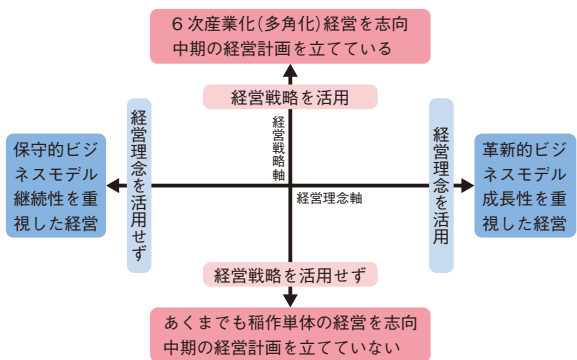 ６次産業化（多角化）経営を志向
中期の経営計画を立てている
経営戦略を活用
経営戦略軸
経営理念を活用せず
保守的ビジ
ネスモデル
継続性を重
視した経営
経営理念軸
経営理念を活用
革新的ビジ
ネスモデル
成長性を重
視した経営
経営戦略を活用せず
あくまでも稲作単体の経営を志向
中期の経営計画を立てていない